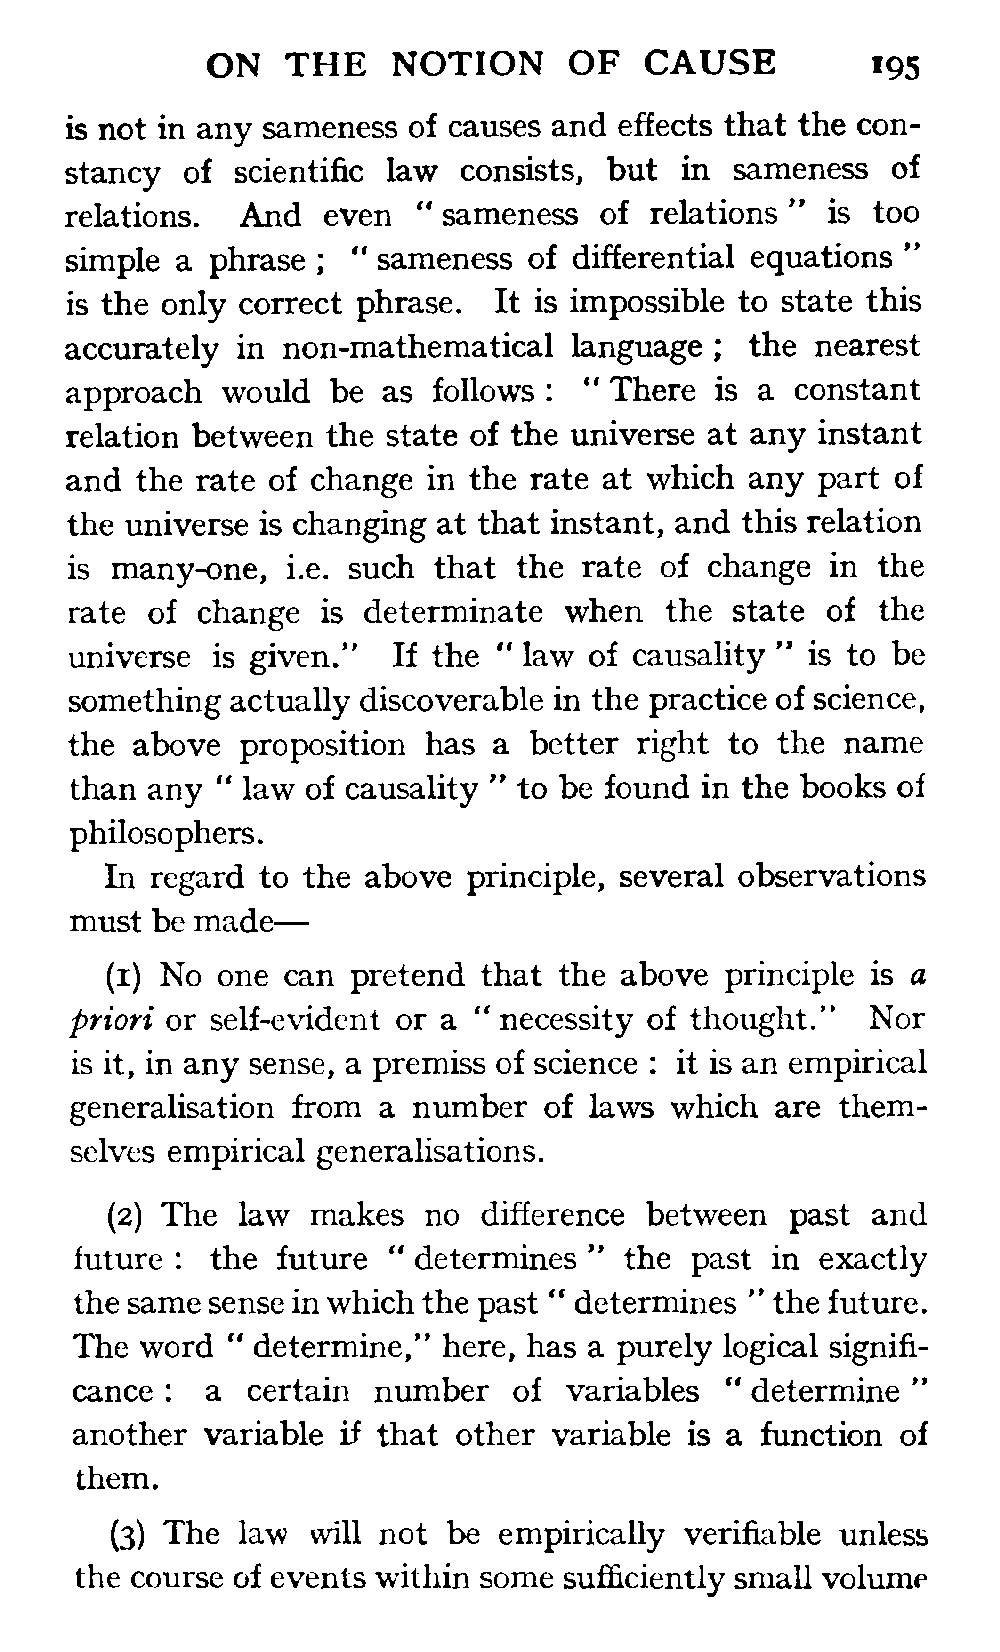 ON THE NOTION OF CAUSE 195
is not in any sameness of causes and effects that the con-
stancy of scientific law consists, but in sameness of
relations. And even " sameness of relations " is too
simple a phrase ; " sameness of differential equations "
is the only correct phrase. It is impossible to state this
accurately in non-mathematical language ; the nearest
approach would be as follows : " There is a constant
relation between the state of the universe at any instant
and the rate of change in the rate at which any part of
the universe is changing at that instant, and this relation
is many-one, i.e. such that the rate of change in the
rate of change is determinate when the state of the
universe is given." If the " law of causality " is to be
something actually discoverable in the practice of science,
the above proposition has a better right to the name
than any " law of causality " to be found in the books of
philosophers.
In regard to the above principle, several observations
must be made—
(1) No one can pretend that the above principle is a
priori or self-evident or a " necessity of thought." Nor
is it, in any sense, a premiss of science : it is an empirical
generalisation from a number of laws which are them-
selves empirical generalisations.
(2) The law makes no difference between past and
future : the future " determines " the past in exactly
the same sense in which the past " determines " the future.
The word " determine," here, has a purely logical signifi-
cance : a certain number of variables " determine "
another variable if that other variable is a function of
them.
(3) The law will not be empirically verifiable unless
the course of events within some sufficiently small volume